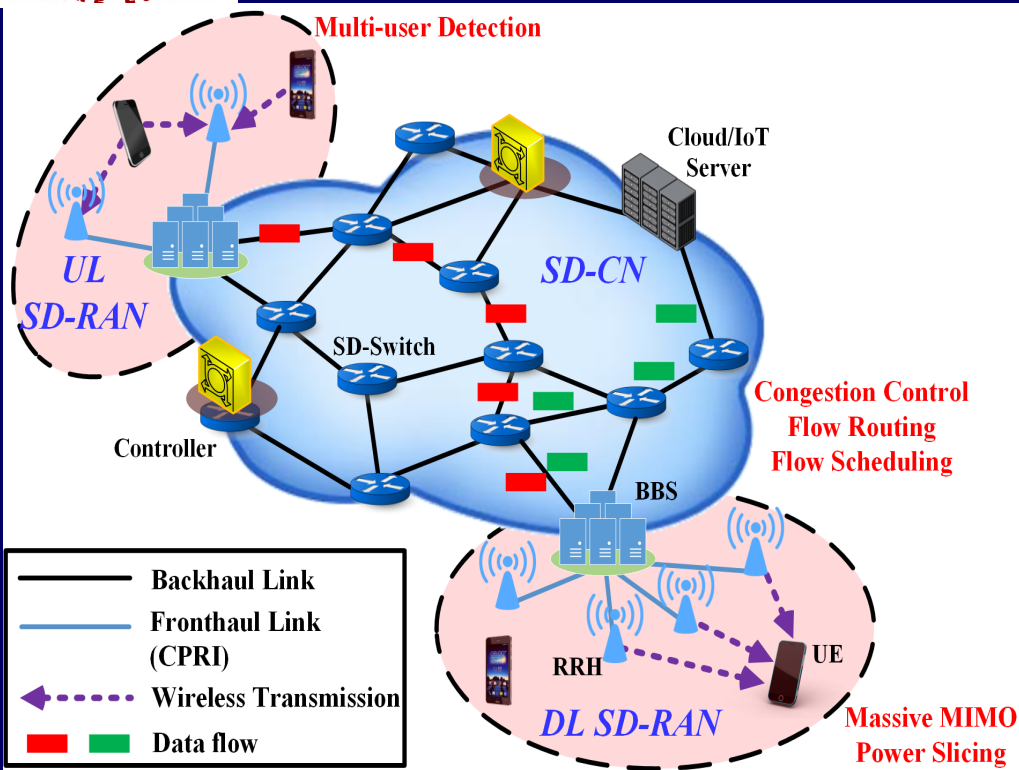 Multi-user Detection
Cloud/IoT
Server
UL
SD-RAN
SD-CN
SD-Switch
Controller
Congestion Control
Flow Routing
Flow Scheduling
BBS
RRH
UE
DL SD-RAN
Massive MIMO
Power Slicing
Backhaul Link
Fronthaul Link
(CPRI)
Wireless Transmission
Data flow